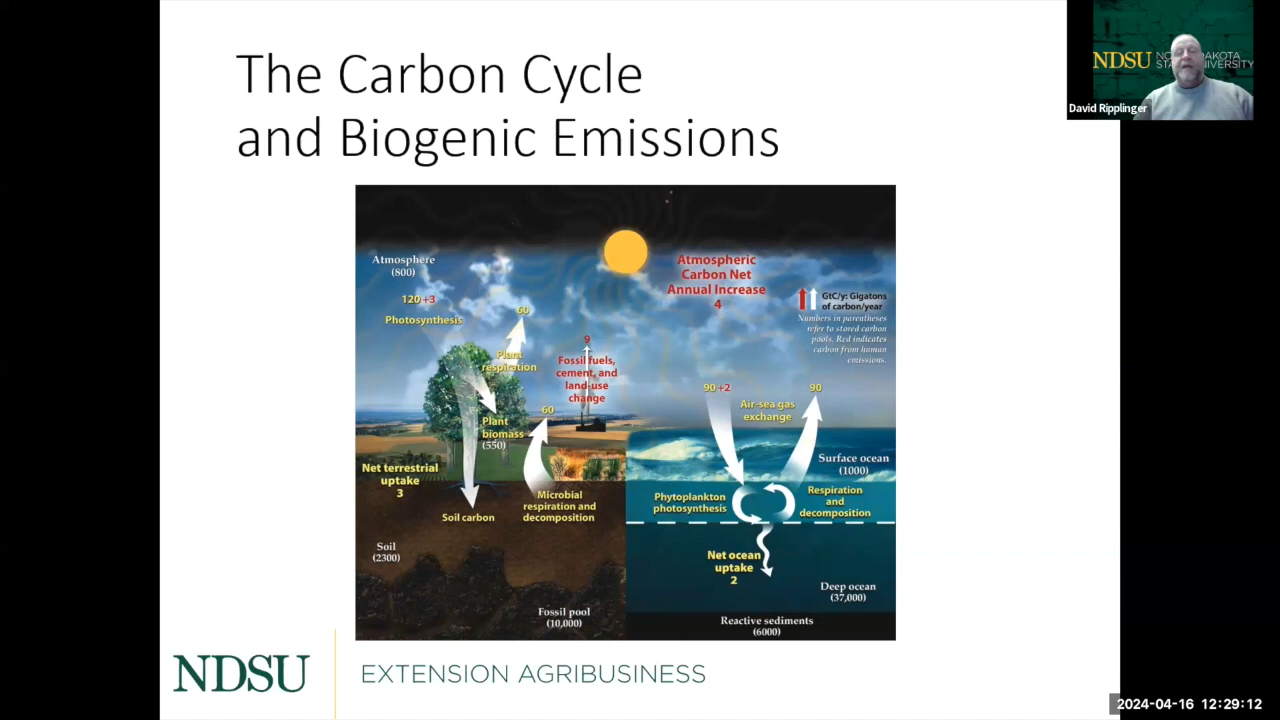 The Carbon Cycle
and Biogenic Emissions
NDSU
David Ripplinger
Atmosphere
(800)
120 +3
Photosynthesis
60
Plant
respiration
Plant
biomass
(550)
9
Fossil fuels,
cement, and
land-use
change
60
Net terrestrial
uptake
3
Soil carbon
Microbial
respiration and
decomposition
Soil
(2300)
Fossil pool
(10,000)
Atmospheric
Carbon Net
Annual Increase
4
GtC/y: Gigatons
of carbon/year
Numbers in parentheses
refer to stored carbon
pools. Red indicates
carbon from human
emissions.
90 +2
Air-sea gas
exchange
90
Surface ocean
(1000)
Phytoplankton
photosynthesis
Respiration
and
decomposition
Net ocean
uptake
2
Deep ocean
(37,000)
Reactive sediments
(6000)
NDSU
EXTENSION AGRIBUSINESS
2024-04-16 12:29:12